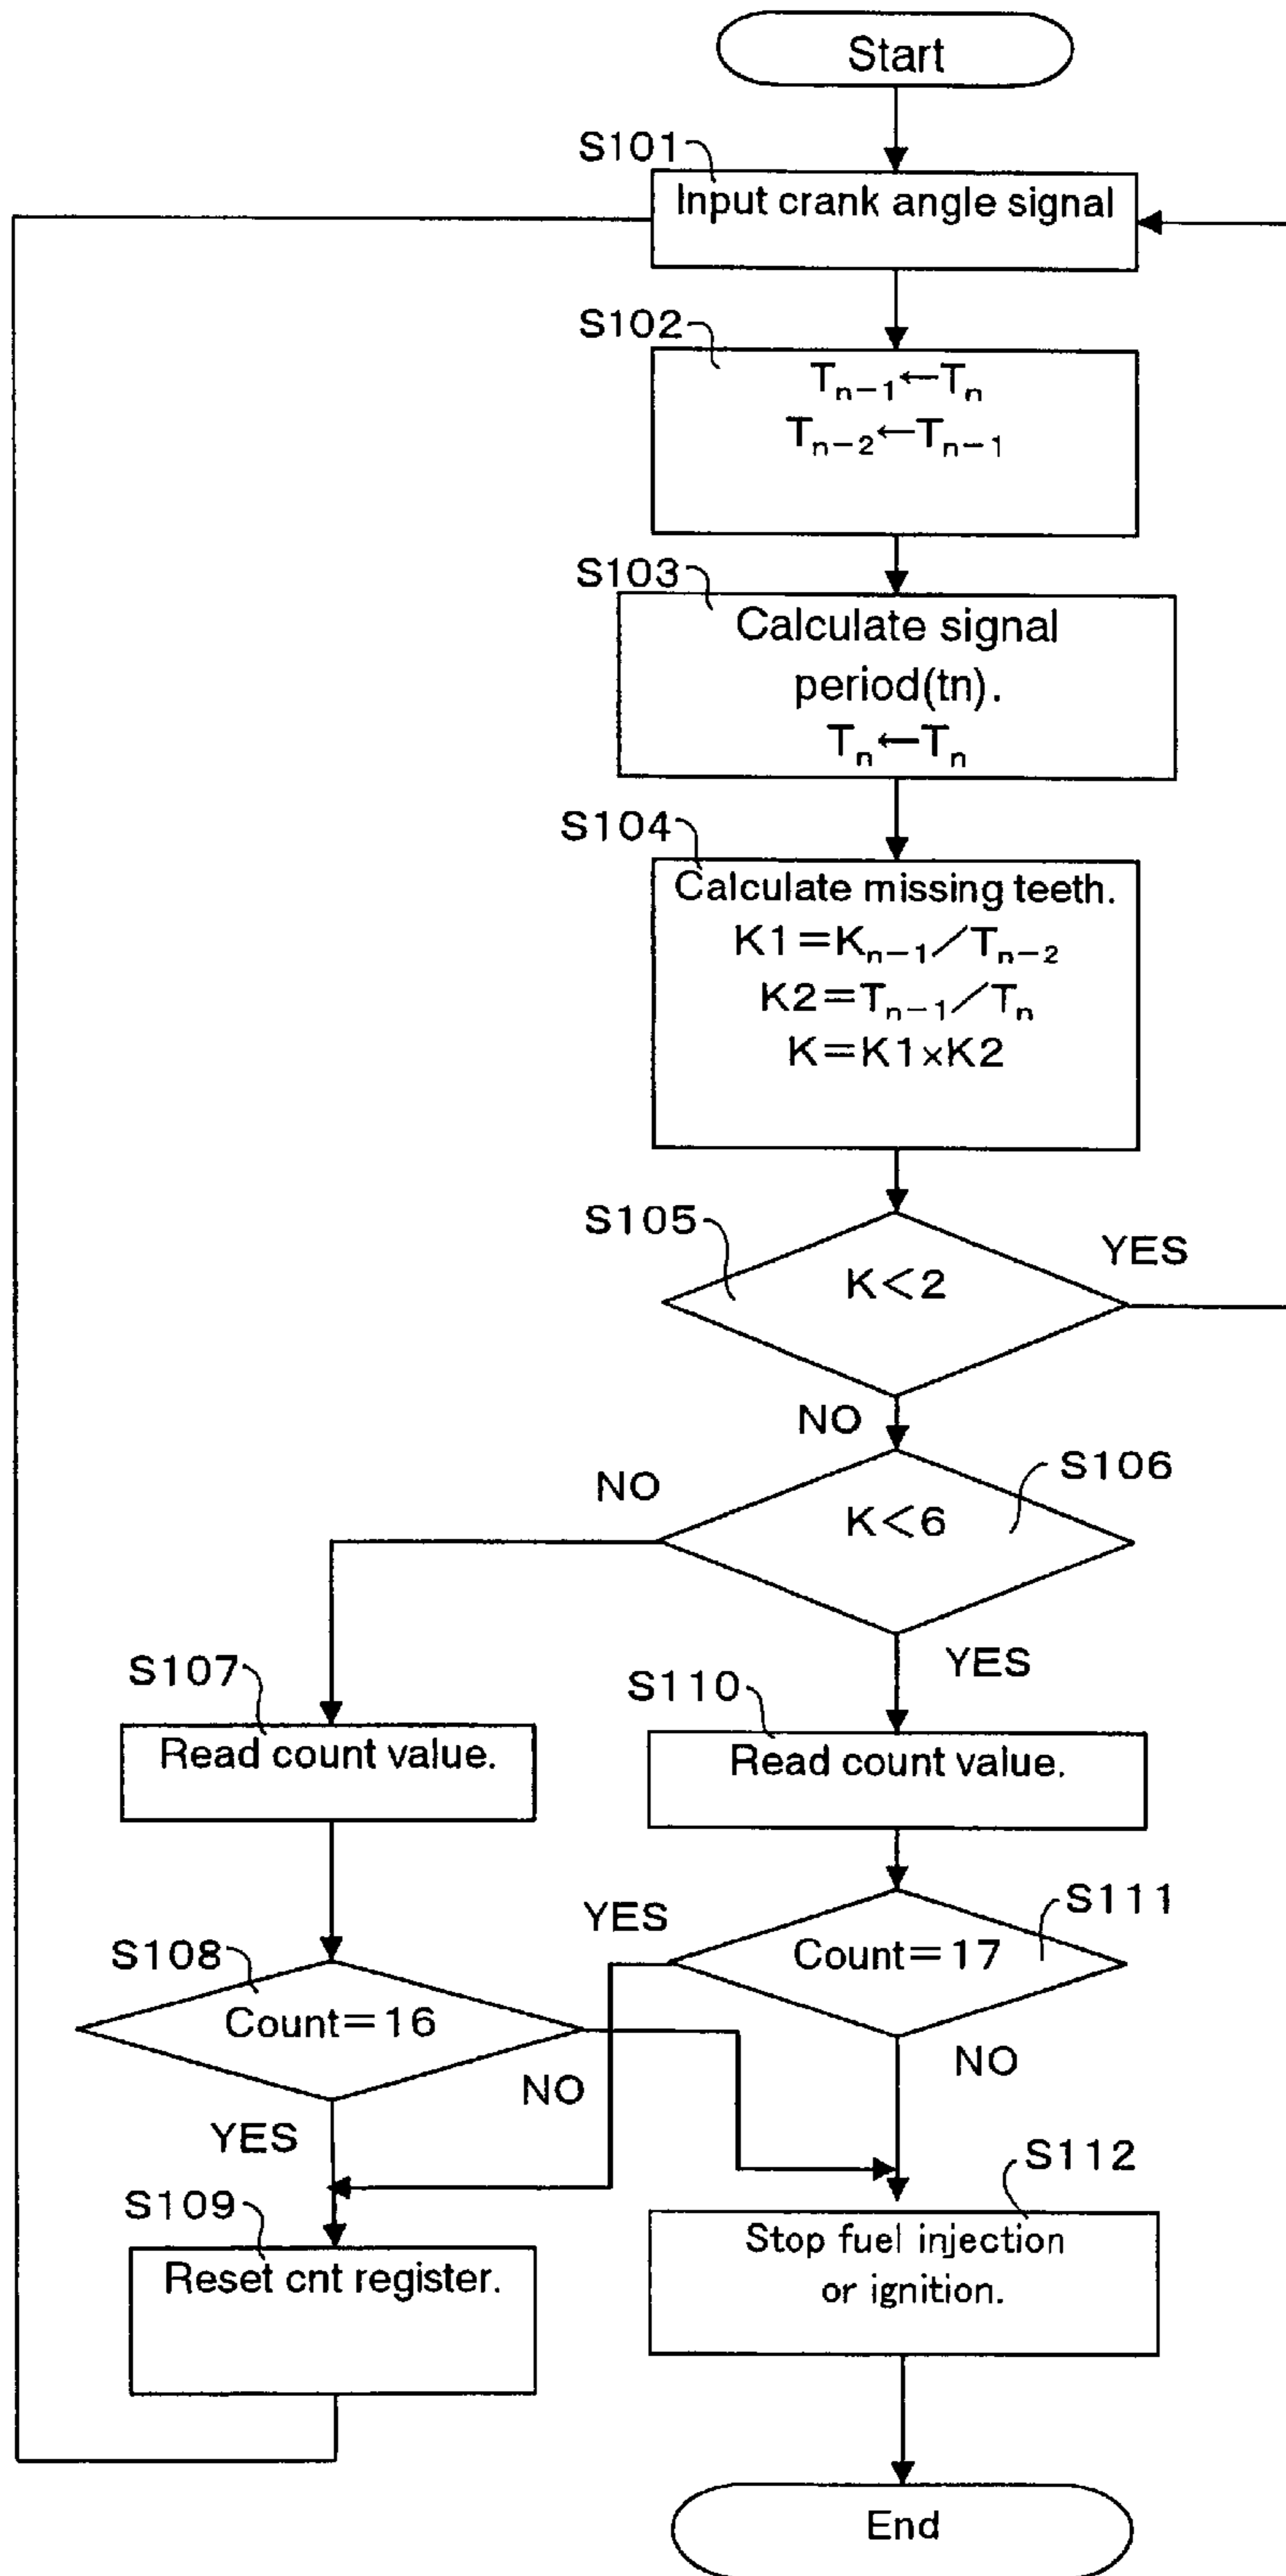 Start
S101
Input crank angle signal
S102
Tn−1←Tn
Tn−2←Tn−1
S103
Calculate signal
period(tn).
Tn←Tn
S104
Calculate missing teeth.
K1=Kn−1/Tn−2
K2=Tn−1/Tn
K=K1×K2
S105
K<2
YES
NO
S106
K<6
NO
YES
S107
Read count value.
S110
Read count value.
S111
Count=17
YES
NO
S108
Count=16
NO
YES
S109
Reset cnt register.
S112
Stop fuel injection
or ignition.
End